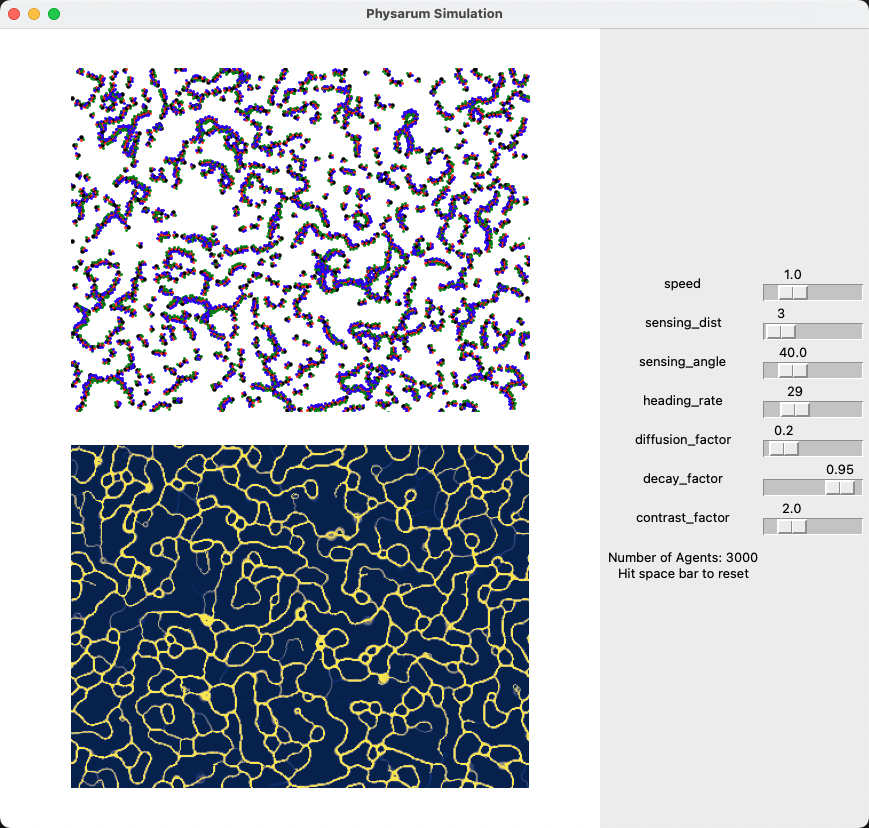 Physarum Simulation
speed 1.0
sensing_dist 3
sensing_angle 40.0
heading_rate 29
diffusion_factor 0.2
decay_factor 0.95
contrast_factor 2.0
Number of Agents: 3000
Hit space bar to reset